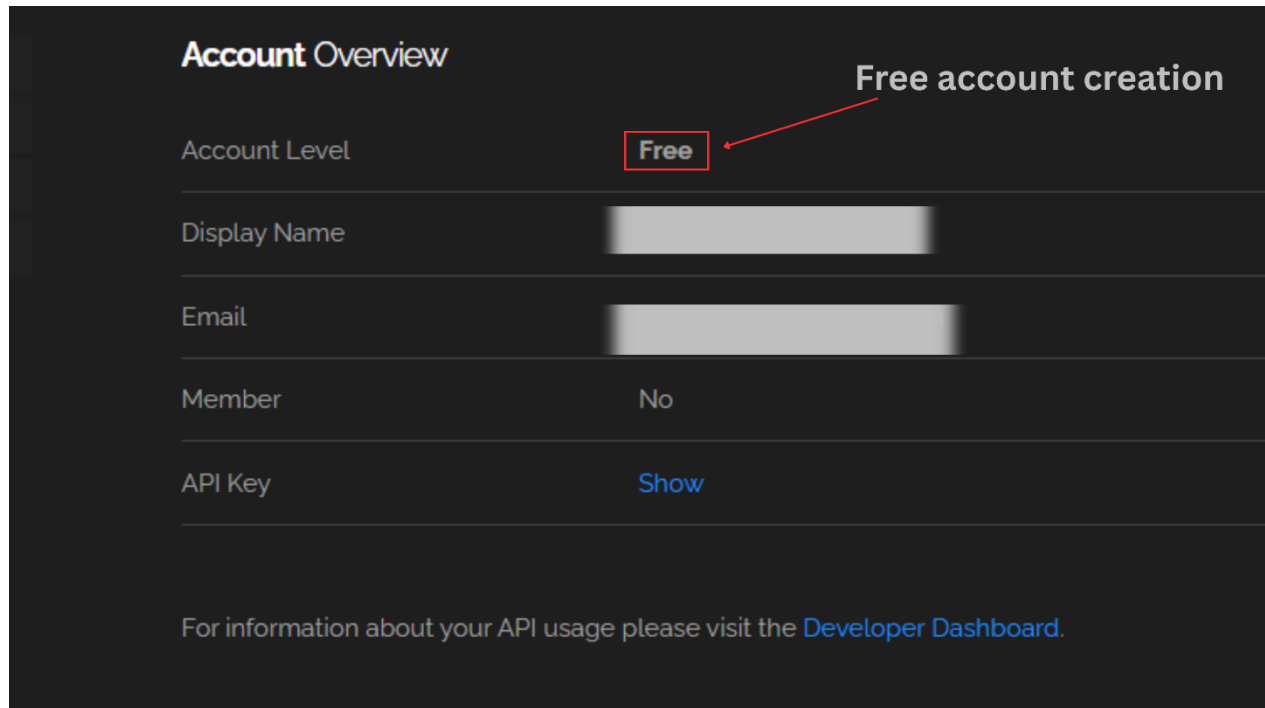 Account Overview
Free account creation
Account Level Free
Display Name
Email
Member No
API Key Show
For information about your API usage please visit the Developer Dashboard.